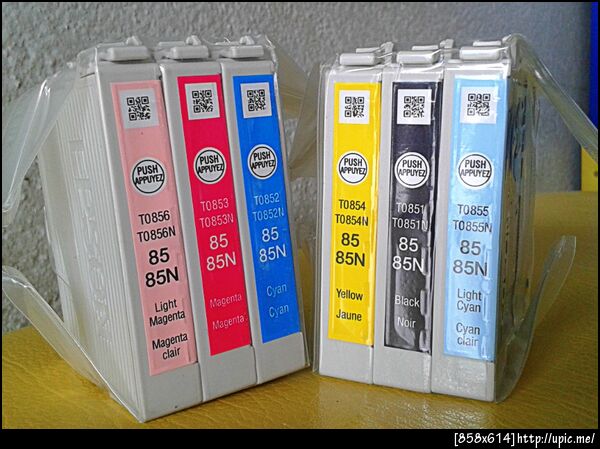 PUSH
APPUYEZ
T0856
T0856N
85
85N
Light
Magenta
Magenta
clair
PUSH
APPUYEZ
T0853
T0853N
85
85N
Magenta
Magenta
PUSH
APPUYEZ
T0852
T0852N
85
85N
Cyan
Cyan
PUSH
APPUYEZ
T0854
T0854N
85
85N
Yellow
Jaune
PUSH
APPUYEZ
T0851
T0851N
85
85N
Black
Noir
PUSH
APPUYEZ
T0855
T0855N
85
85N
Light
Cyan
Cyan
clair
[858x614]http://upic.me/